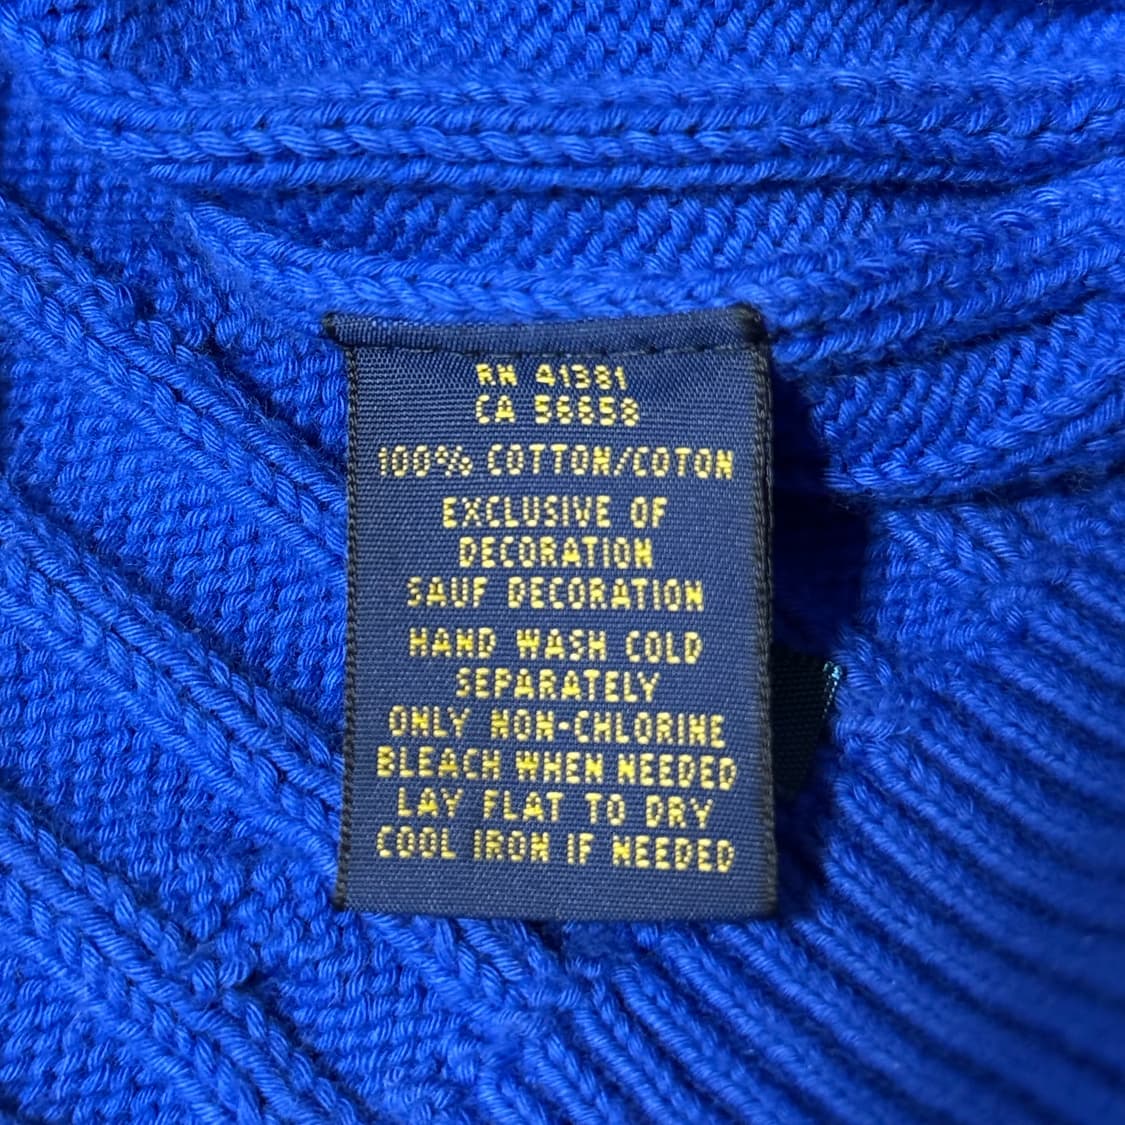 RN 41381
CA 56658
100% COTTON/COTON
EXCLUSIVE OF
DECORATION
SAUF DECORATION
HAND WASH COLD
SEPARATELY
ONLY NON-CHLORINE
BLEACH WHEN NEEDED
LAY FLAT TO DRY
COOL IRON IF NEEDED